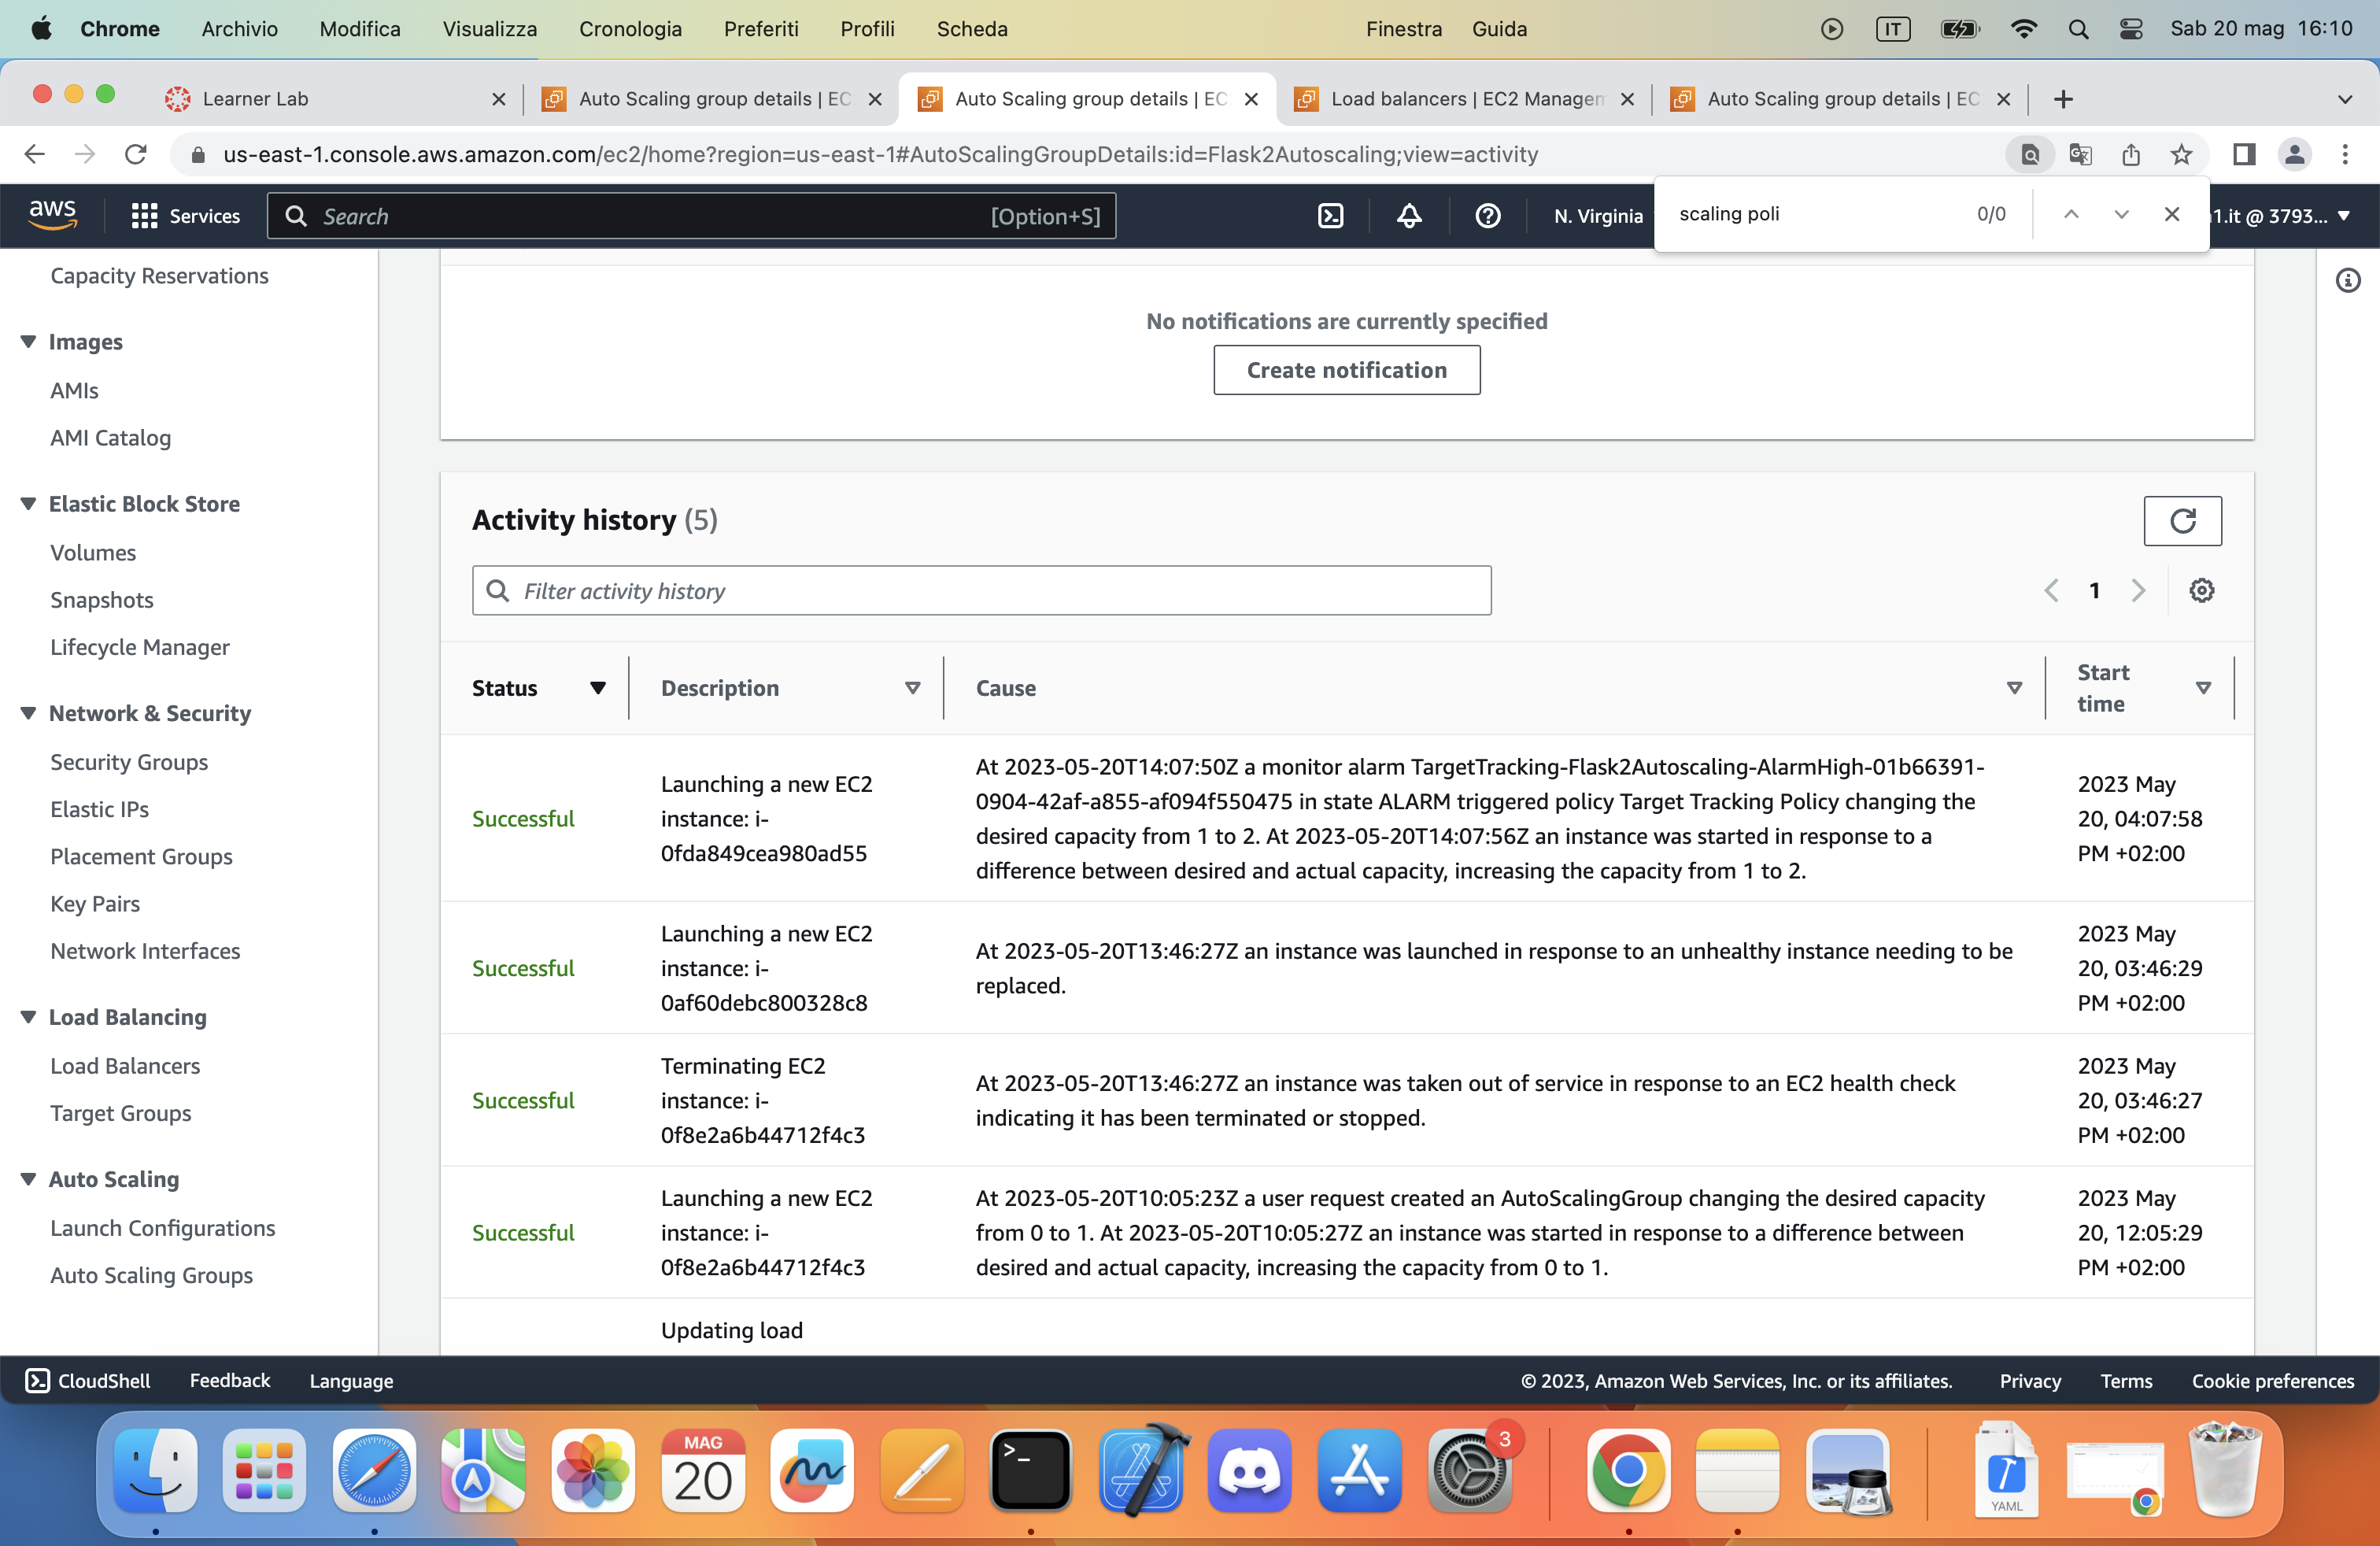 Chrome Archivio Modifica Visualizza Cronologia Preferiti Profili Scheda Finestra Guida IT Sab 20 mag 16:10
Learner Lab
Auto Scaling group details | EC
Auto Scaling group details | EC
Load balancers | EC2 Managem
Auto Scaling group details | EC
us-east-1.console.aws.amazon.com/ec2/home?region=us-east-1#AutoScalingGroupDetails:id=Flask2Autoscaling;view=activity
aws
Services
Search
[Option+S]
N. Virginia
scaling poli
0/0
1.it @ 3793...
Capacity Reservations
Images
AMIs
AMI Catalog
Elastic Block Store
Volumes
Snapshots
Lifecycle Manager
Network & Security
Security Groups
Elastic IPs
Placement Groups
Key Pairs
Network Interfaces
Load Balancing
Load Balancers
Target Groups
Auto Scaling
Launch Configurations
Auto Scaling Groups
No notifications are currently specified
Create notification
Activity history (5)
Filter activity history
1
Status
Description
Cause
Start
time
Successful
Launching a new EC2
instance: i-
0fda849cea980ad55
At 2023-05-20T14:07:50Z a monitor alarm TargetTracking-Flask2Autoscaling-AlarmHigh-01b66391-
0904-42af-a855-af094f550475 in state ALARM triggered policy Target Tracking Policy changing the
desired capacity from 1 to 2. At 2023-05-20T14:07:56Z an instance was started in response to a
difference between desired and actual capacity, increasing the capacity from 1 to 2.
2023 May
20, 04:07:58
PM +02:00
Successful
Launching a new EC2
instance: i-
0af60debc800328c8
At 2023-05-20T13:46:27Z an instance was launched in response to an unhealthy instance needing to be
replaced.
2023 May
20, 03:46:29
PM +02:00
Successful
Terminating EC2
instance: i-
0f8e2a6b44712f4c3
At 2023-05-20T13:46:27Z an instance was taken out of service in response to an EC2 health check
indicating it has been terminated or stopped.
2023 May
20, 03:46:27
PM +02:00
Successful
Launching a new EC2
instance: i-
0f8e2a6b44712f4c3
At 2023-05-20T10:05:23Z a user request created an AutoScalingGroup changing the desired capacity
from 0 to 1. At 2023-05-20T10:05:27Z an instance was started in response to a difference between
desired and actual capacity, increasing the capacity from 0 to 1.
2023 May
20, 12:05:29
PM +02:00
Updating load
CloudShell
Feedback
Language
© 2023, Amazon Web Services, Inc. or its affiliates.
Privacy
Terms
Cookie preferences
MAG
20
>_
3
YAML